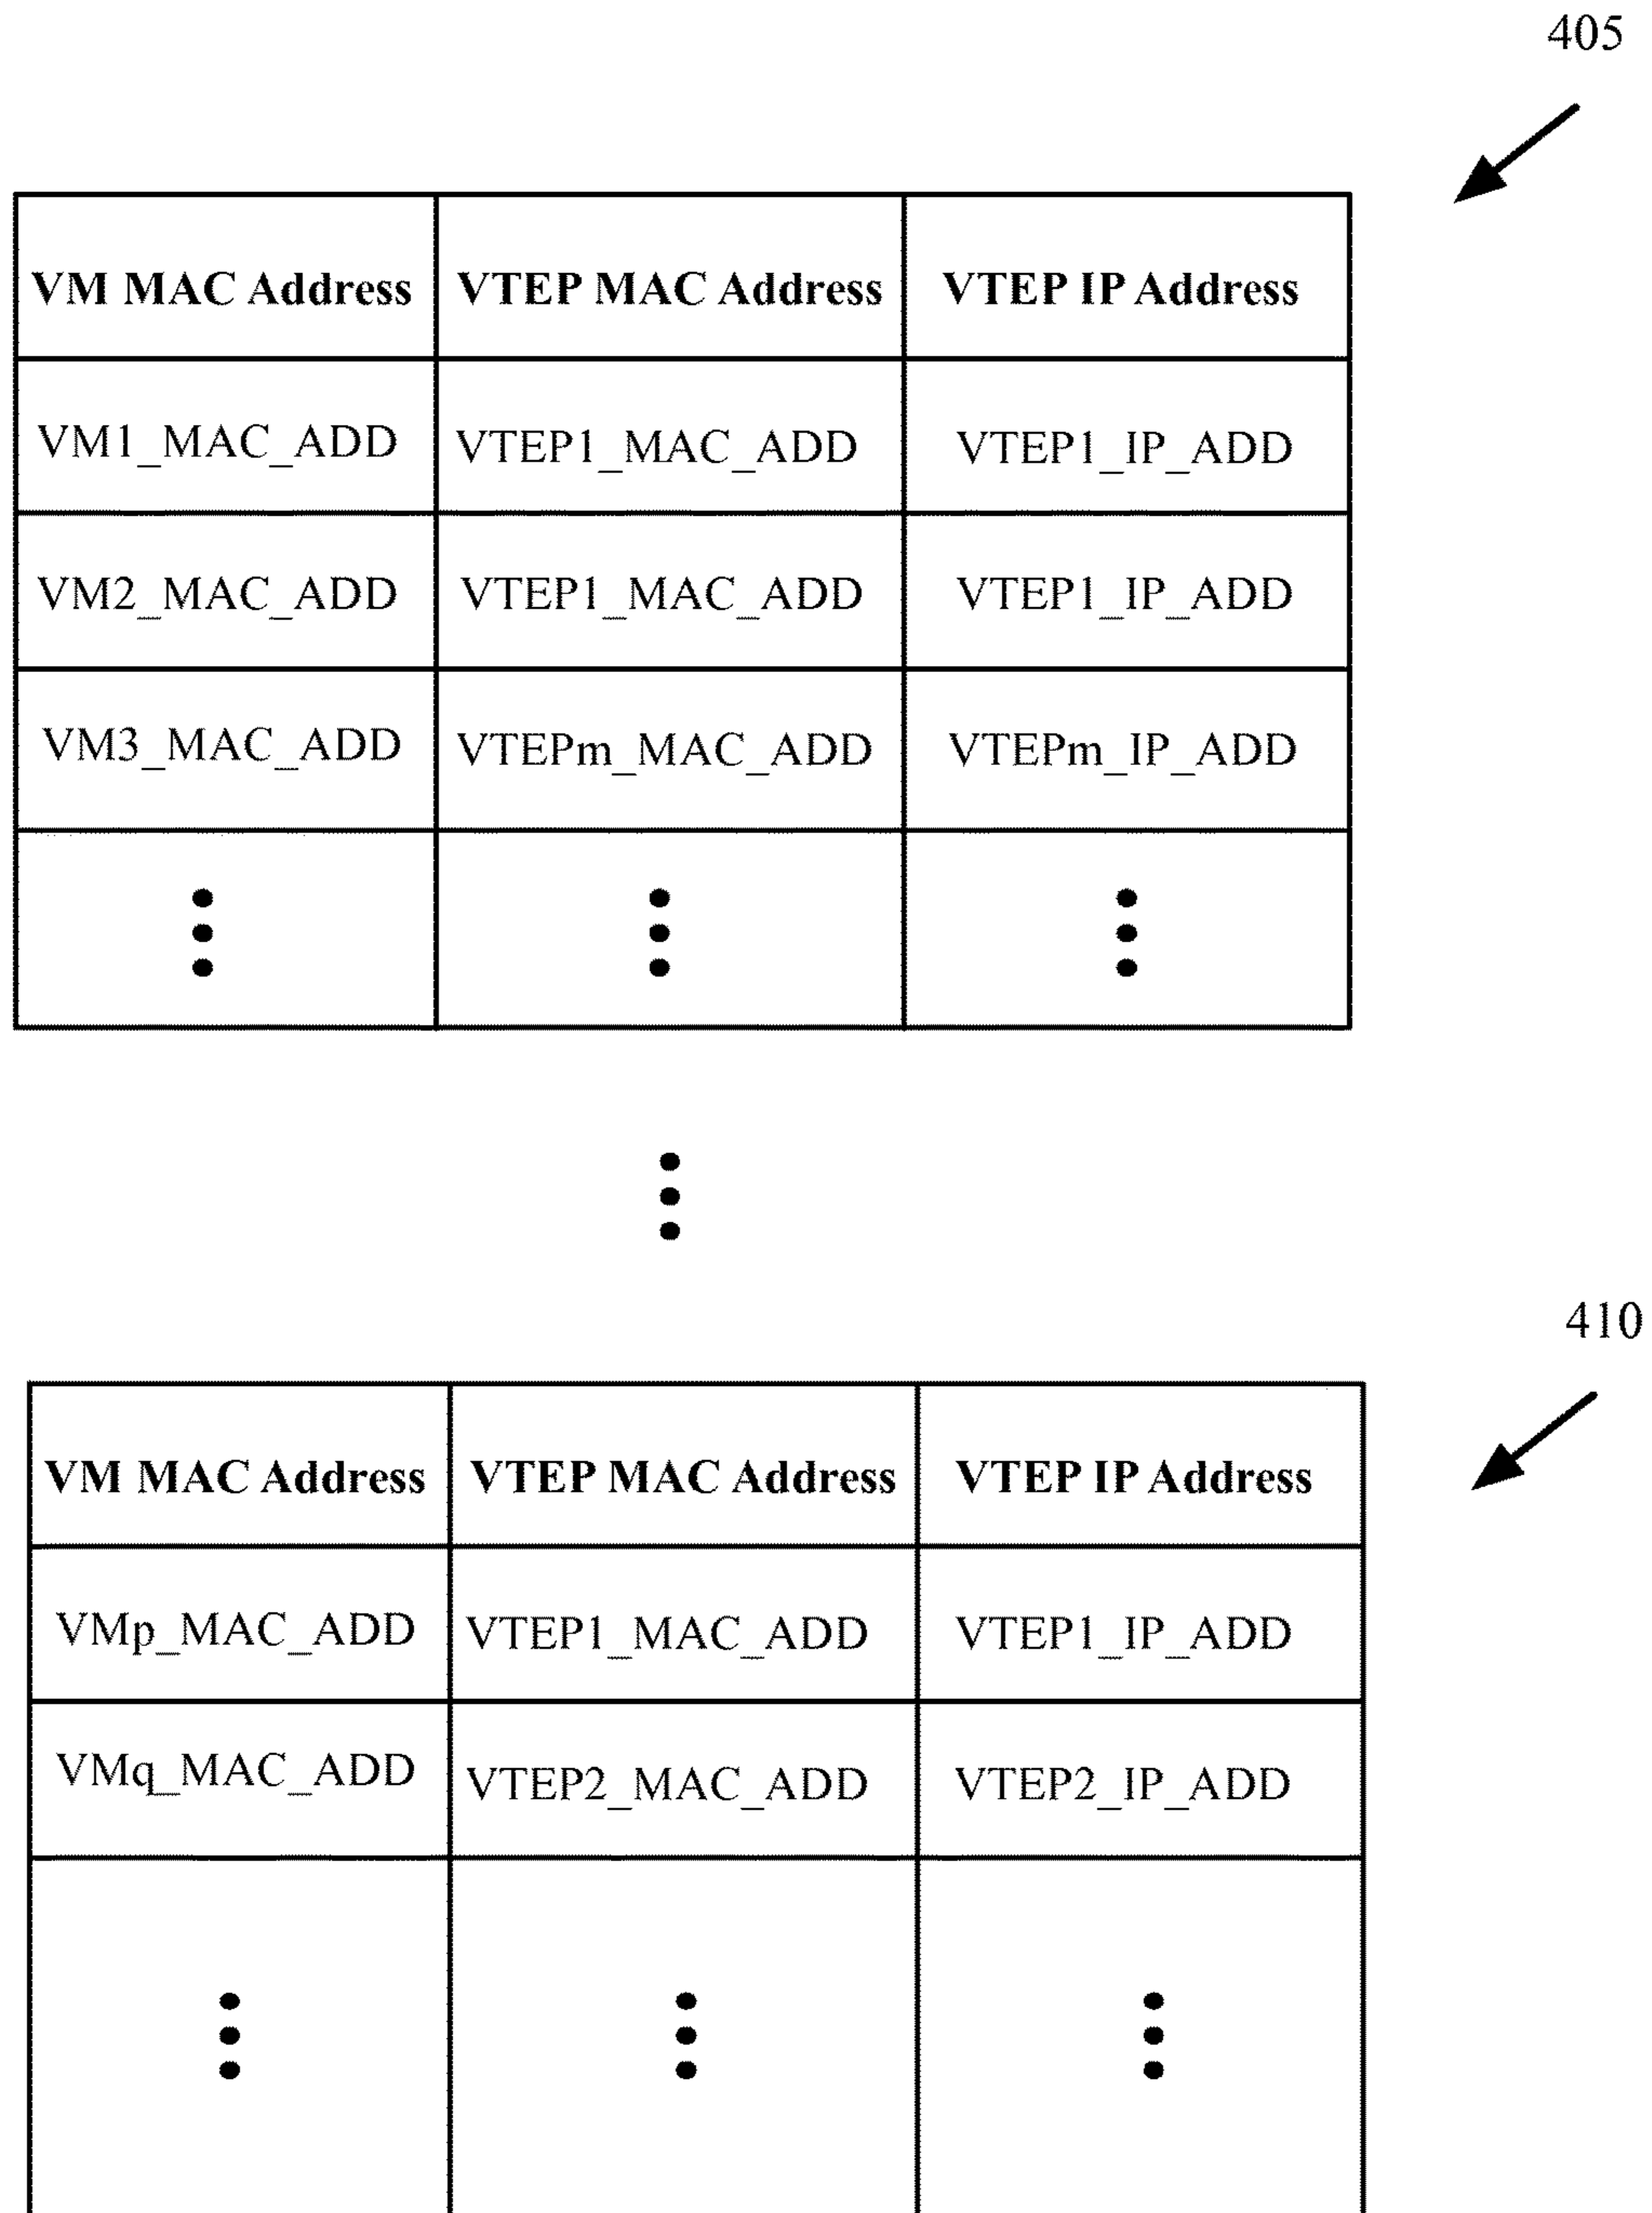 405
VM MAC Address VTEP MAC Address VTEP IP Address
VM1_MAC_ADD VTEP1_MAC_ADD VTEP1_IP_ADD
VM2_MAC_ADD VTEP1_MAC_ADD VTEP1_IP_ADD
VM3_MAC_ADD VTEPm_MAC_ADD VTEPm_IP_ADD
410
VM MAC Address VTEP MAC Address VTEP IP Address
VMp_MAC_ADD VTEP1_MAC_ADD VTEP1_IP_ADD
VMq_MAC_ADD VTEP2_MAC_ADD VTEP2_IP_ADD